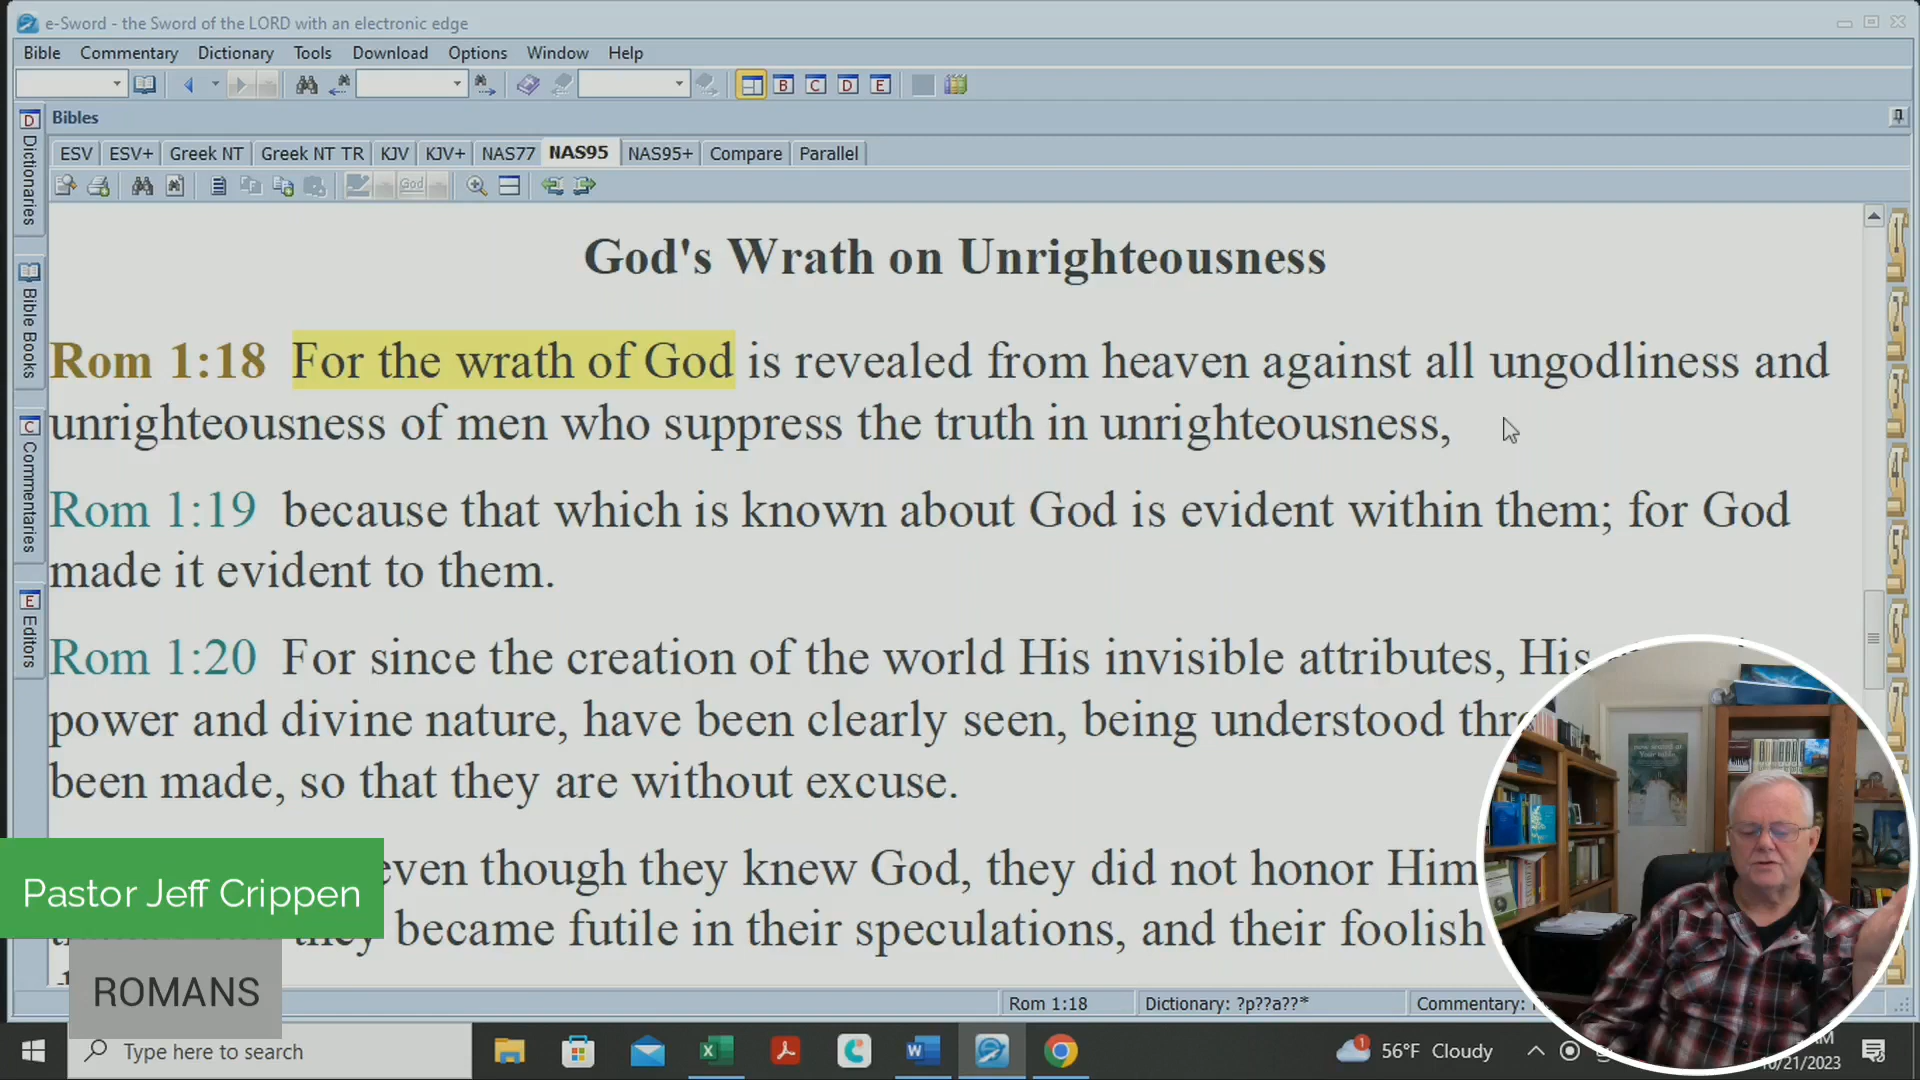 e-Sword - the Sword of the LORD with an electronic edge
Bible Commentary Dictionary Tools Download Options Window Help
B C D E
D Dictionaries
Bibles
ESV ESV+ Greek NT Greek NT TR KJV KJV+ NAS77 NAS95 NAS95+ Compare Parallel
God
God's Wrath on Unrighteousness
Rom 1:18 For the wrath of God is revealed from heaven against all ungodliness and
unrighteousness of men who suppress the truth in unrighteousness,
Rom 1:19 because that which is known about God is evident within them; for God
made it evident to them.
Rom 1:20 For since the creation of the world His invisible attributes, His
power and divine nature, have been clearly seen, being understood
been made, so that they are without excuse.
even though they knew God, they did not honor Him
they became futile in their speculations, and their foolish
Bible Books
C Commentaries
E Editors
Pastor Jeff Crippen
ROMANS
Rom 1:18 Dictionary: ?p??a??* Commentary:
Type here to search
1 56°F Cloudy
AM
10/21/2023